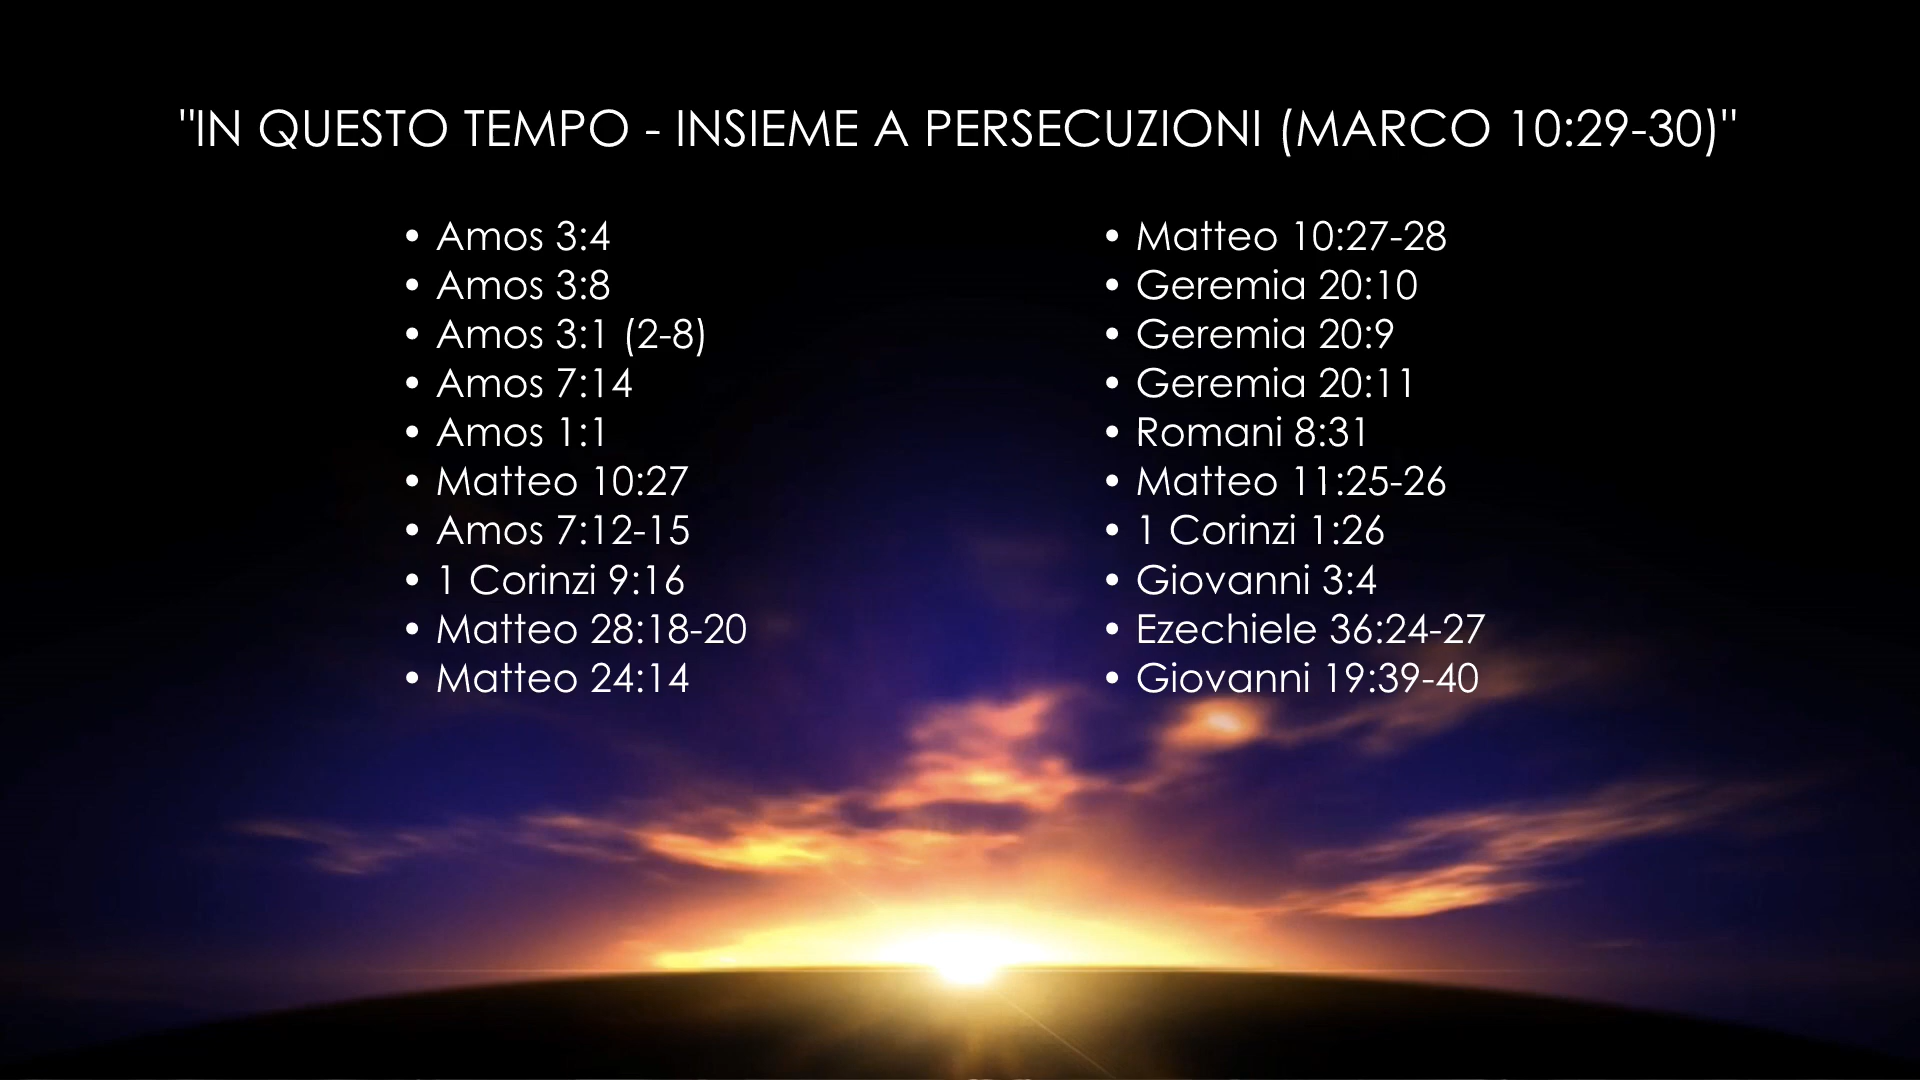 "IN QUESTO TEMPO - INSIEME A PERSECUZIONI (MARCO 10:29-30)"
• Amos 3:4
• Amos 3:8
• Amos 3:1 (2-8)
• Amos 7:14
• Amos 1:1
• Matteo 10:27
• Amos 7:12-15
• 1 Corinzi 9:16
• Matteo 28:18-20
• Matteo 24:14
• Matteo 10:27-28
• Geremia 20:10
• Geremia 20:9
• Geremia 20:11
• Romani 8:31
• Matteo 11:25-26
• 1 Corinzi 1:26
• Giovanni 3:4
• Ezechiele 36:24-27
• Giovanni 19:39-40